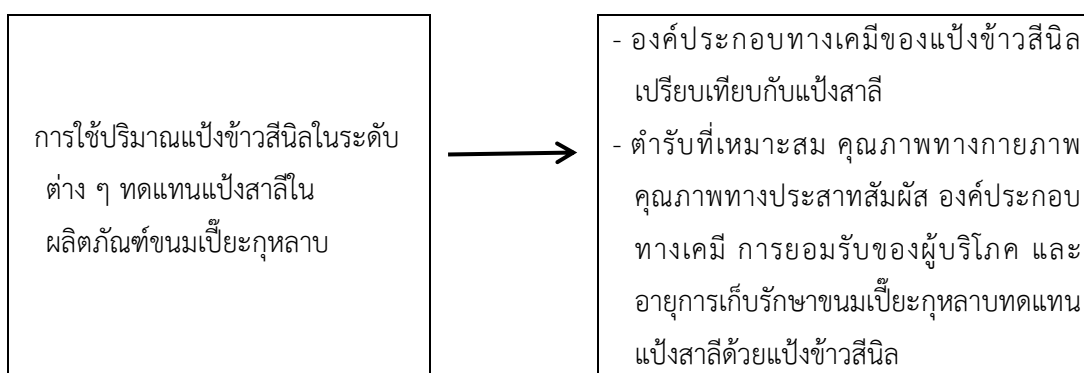 การใช้ปริมาณแป้งข้าวสีนิลในระดับ
ต่าง ๆ ทดแทนแป้งสาลีใน
ผลิตภัณฑ์ขนมเปี๊ยะกุหลาบ
- องค์ประกอบทางเคมีของแป้งข้าวสีนิล
เปรียบเทียบกับแป้งสาลี
- ตำรับที่เหมาะสม คุณภาพทางกายภาพ
คุณภาพทางประสาทสัมผัส องค์ประกอบ
ทางเคมี การยอมรับของผู้บริโภค และ
อายุการเก็บรักษาขนมเปี๊ยะกุหลาบทดแทน
แป้งสาลีด้วยแป้งข้าวสีนิล